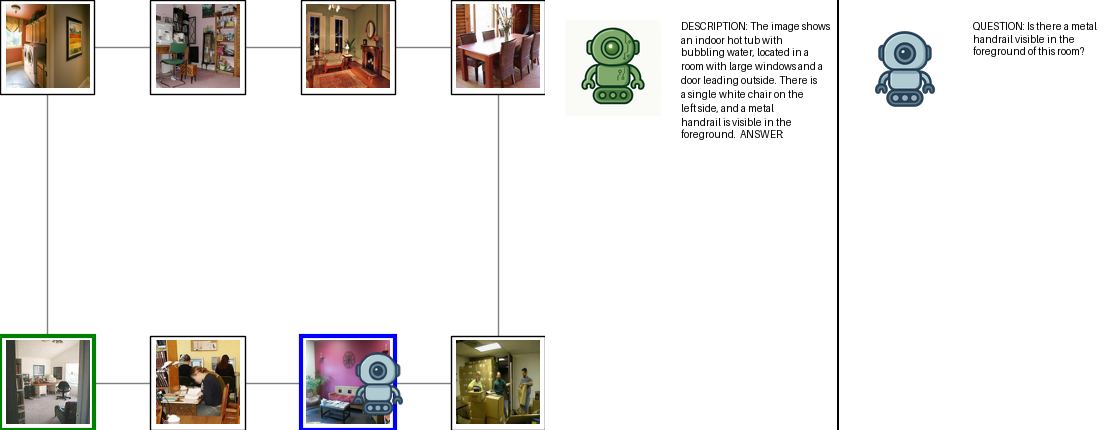 DESCRIPTION: The image shows
an indoor hot tub with
bubbling water, located in a
room with large windows and a
door leading outside. There is
a single white chair on the
left side, and a metal
handrail is visible in the
foreground. ANSWER
QUESTION: Is there a metal
handrail visible in the
foreground of this room?